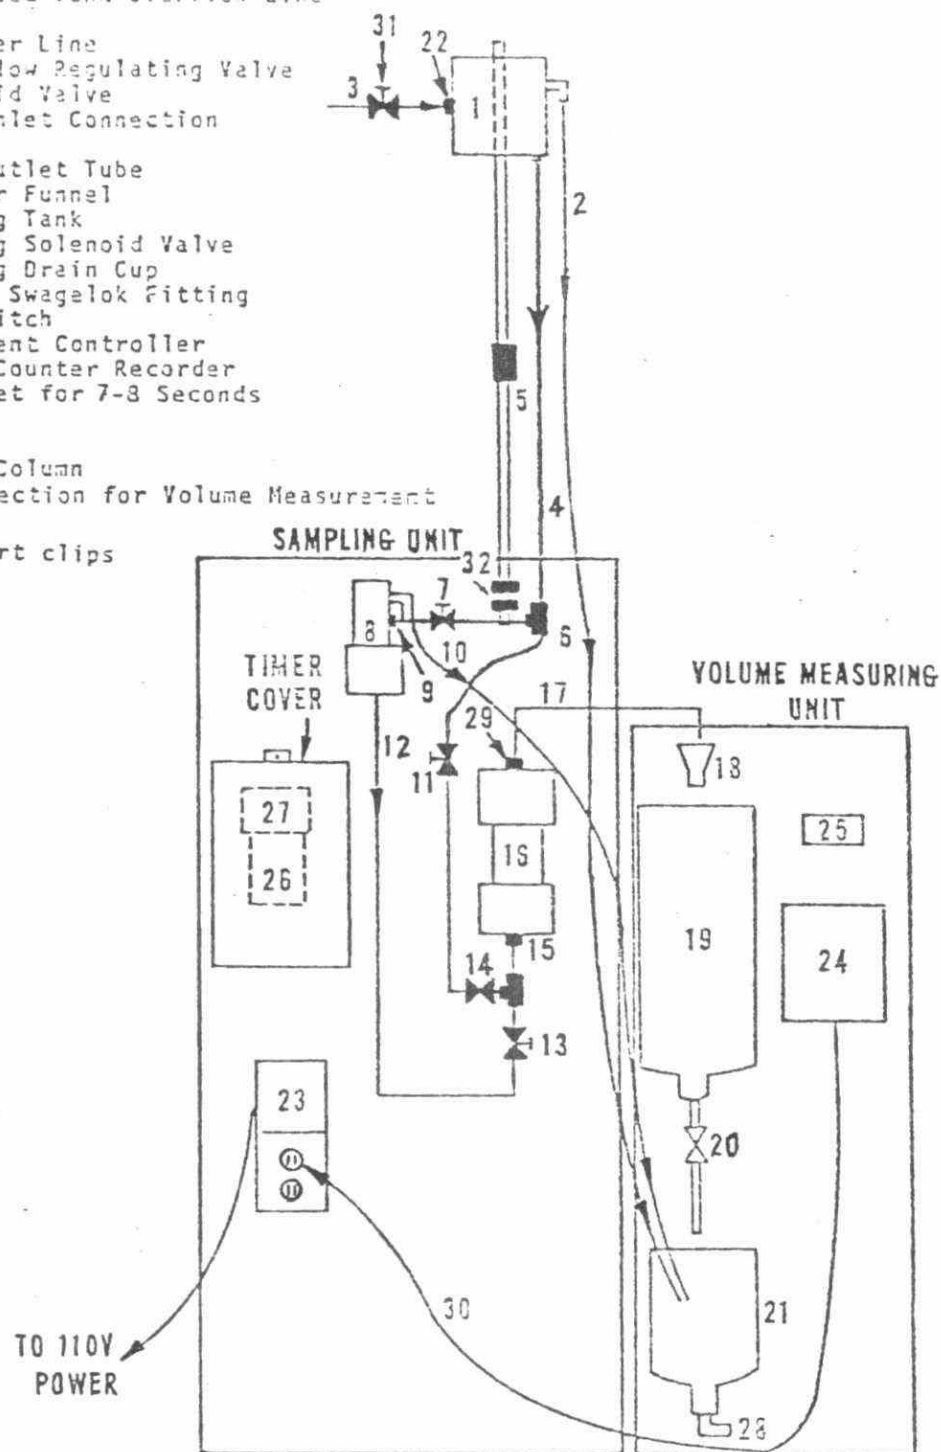 er Line
low Regulating Valve
id Valve
nlet Connection
utlet Tube
r Funnel
g Tank
g Solenoid Valve
g Drain Cup
Swagelok Fitting
itch
ent Controller
Counter Recorder
et for 7-8 Seconds
Column
ection for Volume Measurement
rt clips
31
22
3
1
2
5
4
SAMPLING UNIT
32
7
8
6
10
9
TIMER
COVER
VOLUME MEASURING
UNIT
17
29
12
11
18
27
25
16
26
19
24
15
14
13
23
20
21
30
TO 110V
POWER
28